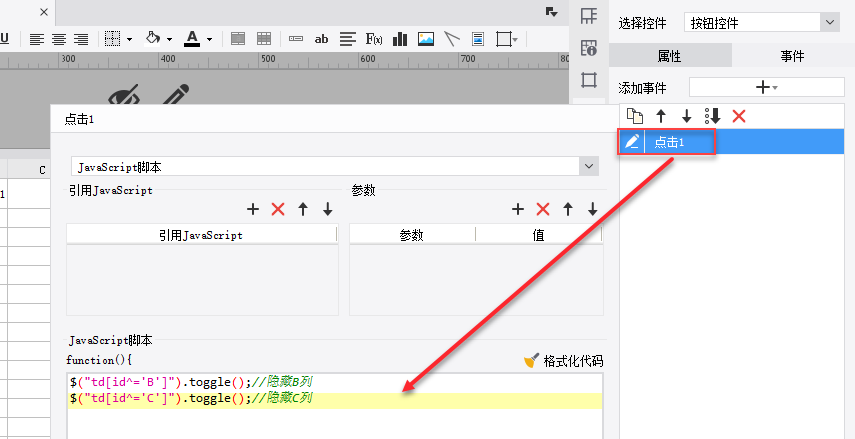 选择控件 按钮控件
U A ab F(x)
属性 事件
300 400 500 600 700 80
添加事件
点击1
点击1
JavaScript脚本
C
引用JavaScript 参数
1
引用JavaScript 参数 值
JavaScript脚本
function(){ 格式化代码
$("td[id^='B']").toggle();//隐藏B列
$("td[id^='C']").toggle();//隐藏C列